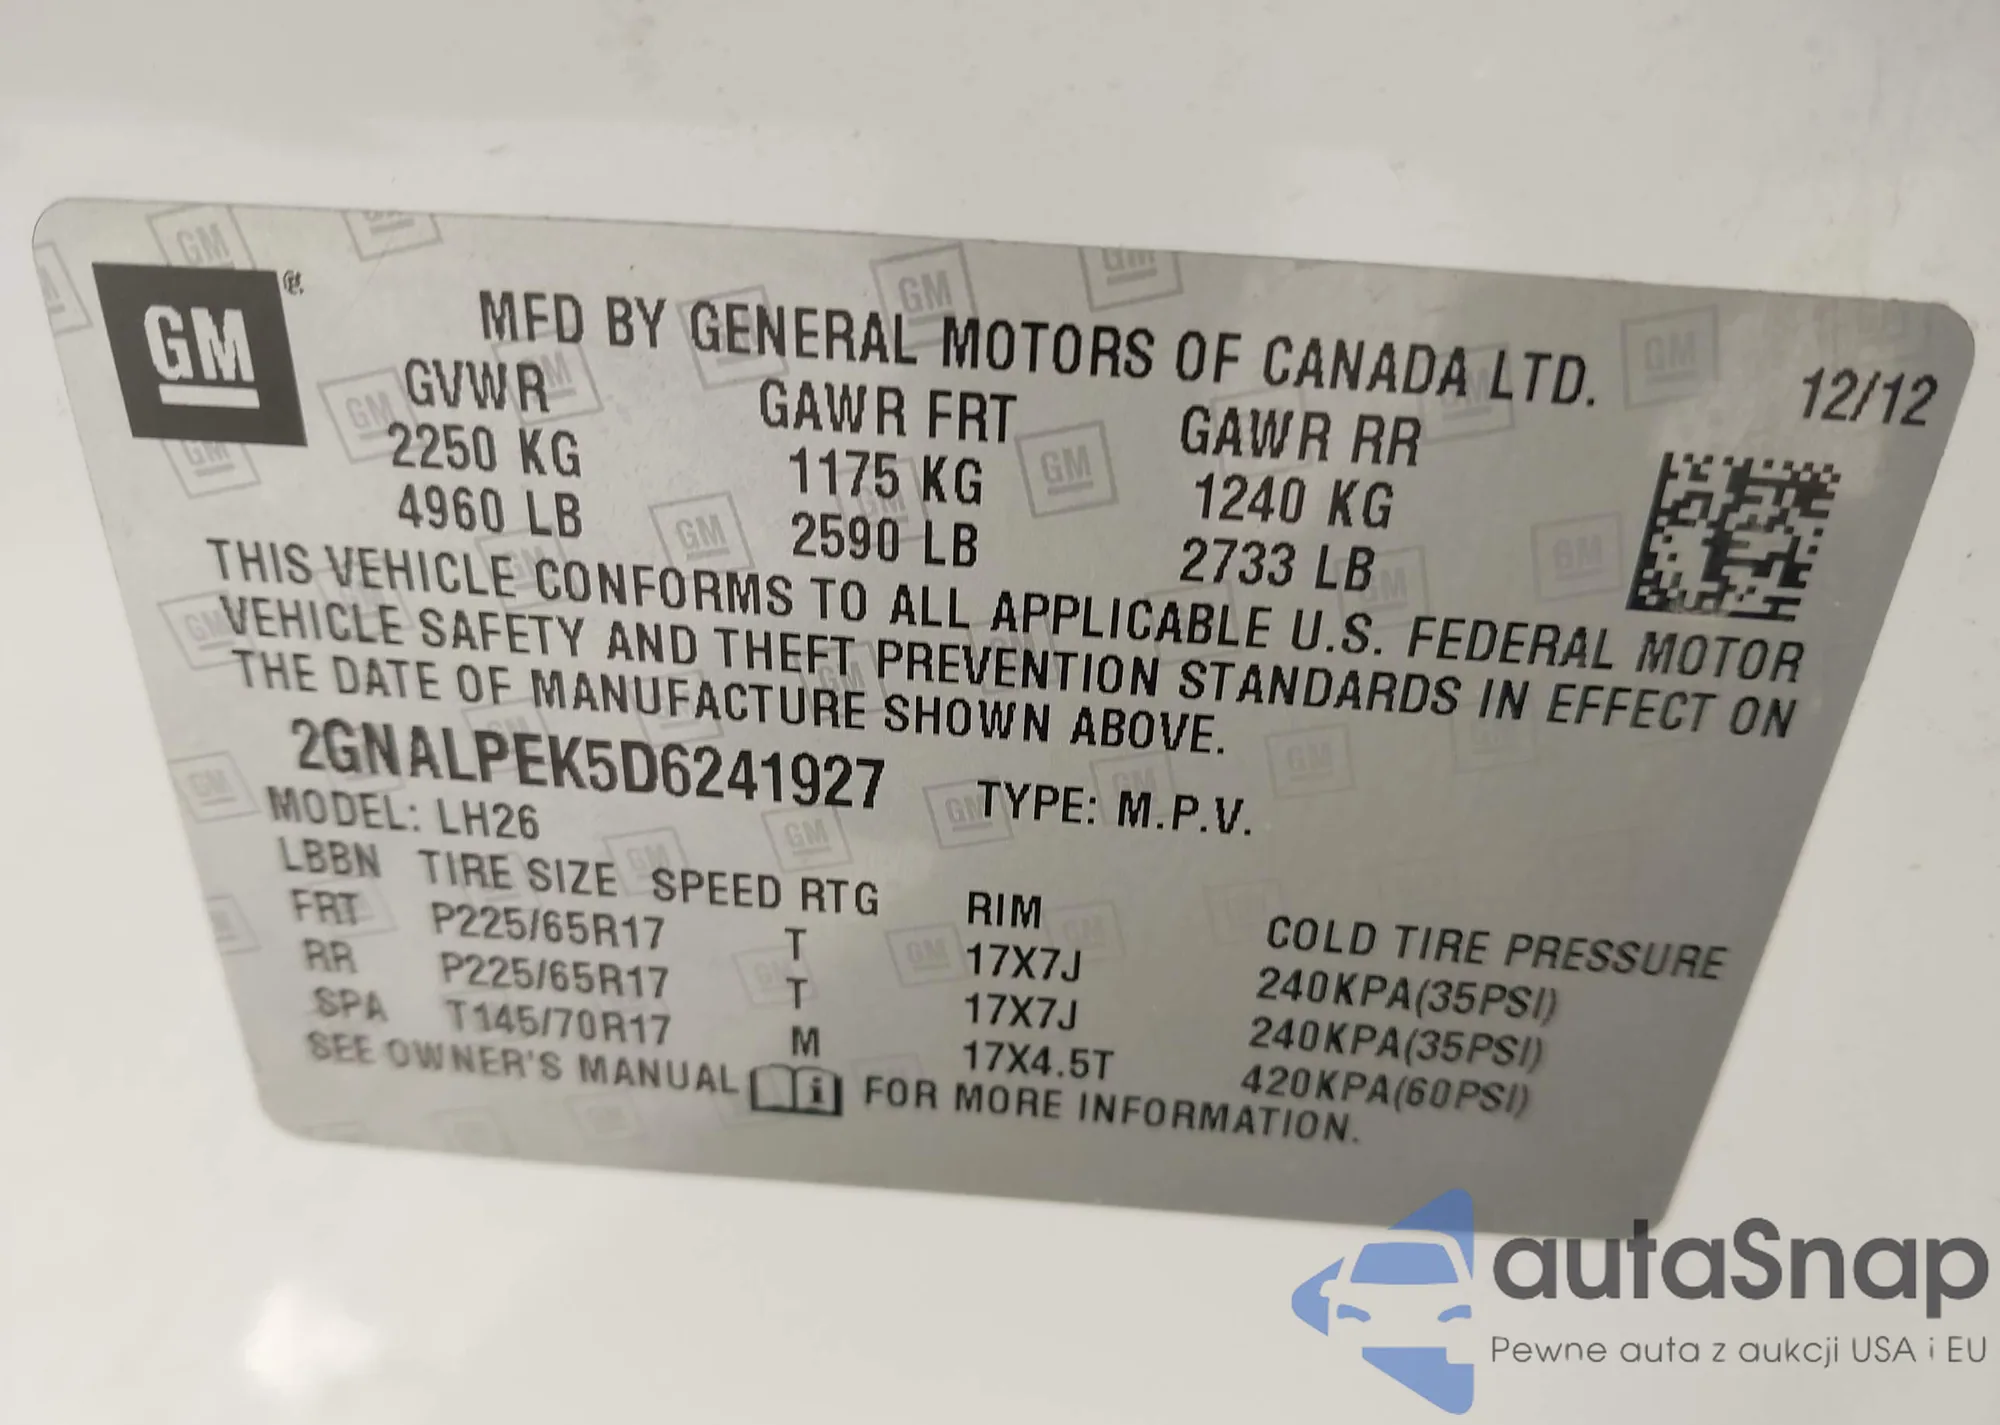 GM
MFD BY GENERAL MOTORS OF CANADA LTD.
12/12
GVWR GAWR FRT GAWR RR
2250 KG 1175 KG 1240 KG
4960 LB 2590 LB 2733 LB
THIS VEHICLE CONFORMS TO ALL APPLICABLE U.S. FEDERAL MOTOR
VEHICLE SAFETY AND THEFT PREVENTION STANDARDS IN EFFECT ON
THE DATE OF MANUFACTURE SHOWN ABOVE.
2GNALPEK5D6241927 TYPE: M.P.V.
MODEL: LH26
LBBN TIRE SIZE SPEED RTG RIM COLD TIRE PRESSURE
FRT P225/65R17 T 17X7J 240KPA(35PSI)
RR P225/65R17 T 17X7J 240KPA(35PSI)
SPA T145/70R17 M 17X4.5T 420KPA(60PSI)
SEE OWNER'S MANUAL i FOR MORE INFORMATION.
autaSnap
Pewne auta z aukcji USA i EU